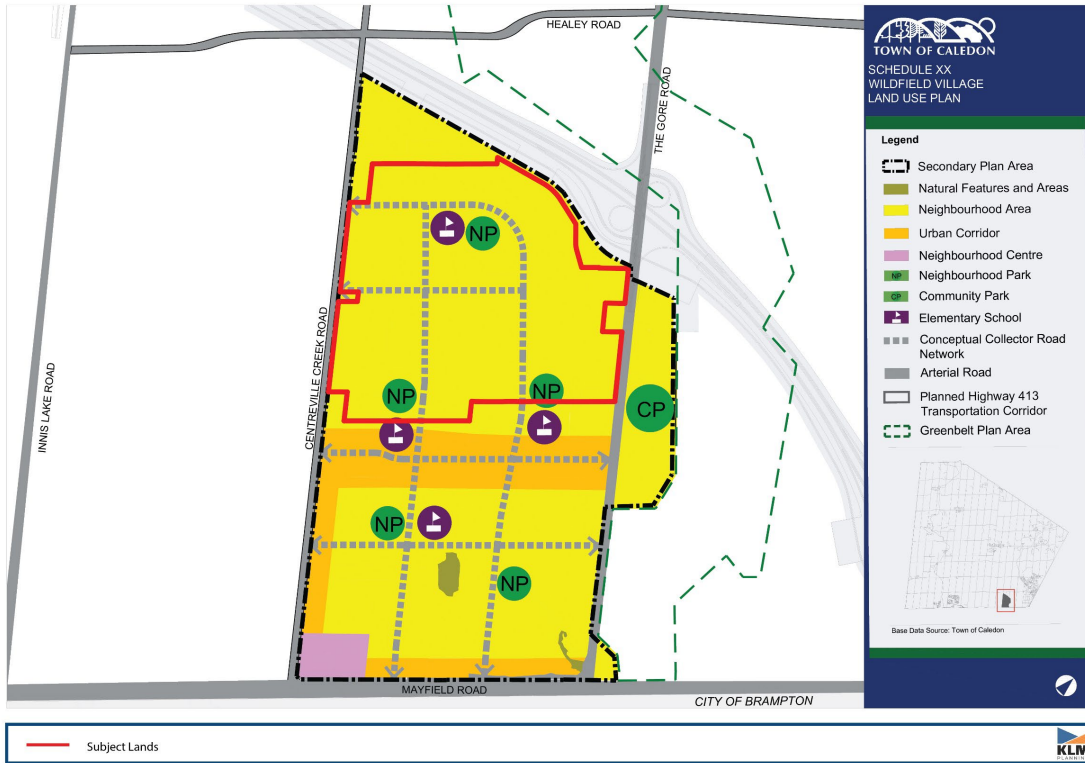 HEALEY ROAD
THE GORE ROAD
INNIS LAKE ROAD
CENTREVILLE CREEK ROAD
NP
NP
NP
CP
NP
NP
MAYFIELD ROAD
CITY OF BRAMPTON
TOWN OF CALEDON
SCHEDULE XX
WILDFIELD VILLAGE
LAND USE PLAN
Legend
Secondary Plan Area
Natural Features and Areas
Neighbourhood Area
Urban Corridor
Neighbourhood Centre
NP Neighbourhood Park
CP Community Park
Elementary School
Conceptual Collector Road
Network
Arterial Road
Planned Highway 413
Transportation Corridor
Greenbelt Plan Area
Base Data Source: Town of Caledon
Subject Lands
KLM
PLANNING